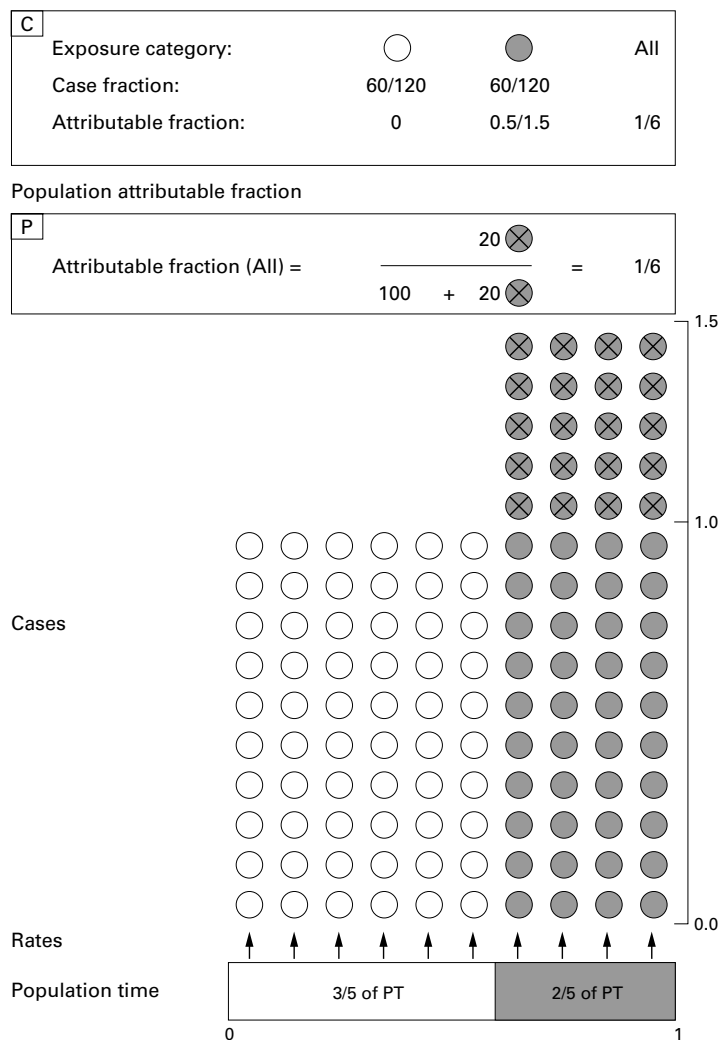 C
Exposure category: All
Case fraction: 60/120 60/120
Attributable fraction: 0 0.5/1.5 1/6
Population attributable fraction
P
20
Attributable fraction (All) = = 1/6
100 + 20
1.5
1.0
Cases
0.0
Rates
Population time 3/5 of PT 2/5 of PT
0 1